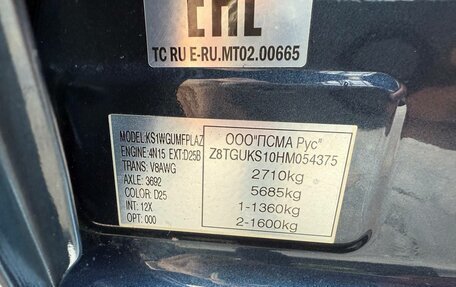 EAC
TC RU E-RU.MT02.00665
MODEL:KS1WGUMFPLAZ
ENGINE:4N15 EXT:D25B
TRANS: V8AWG
AXLE: 3692
COLOR: D25
INT: 12X
OPT: 000
ООО"ПСМА Рус"
Z8TGUKS10HM054375
2710kg
5685kg
1-1360kg
2-1600kg